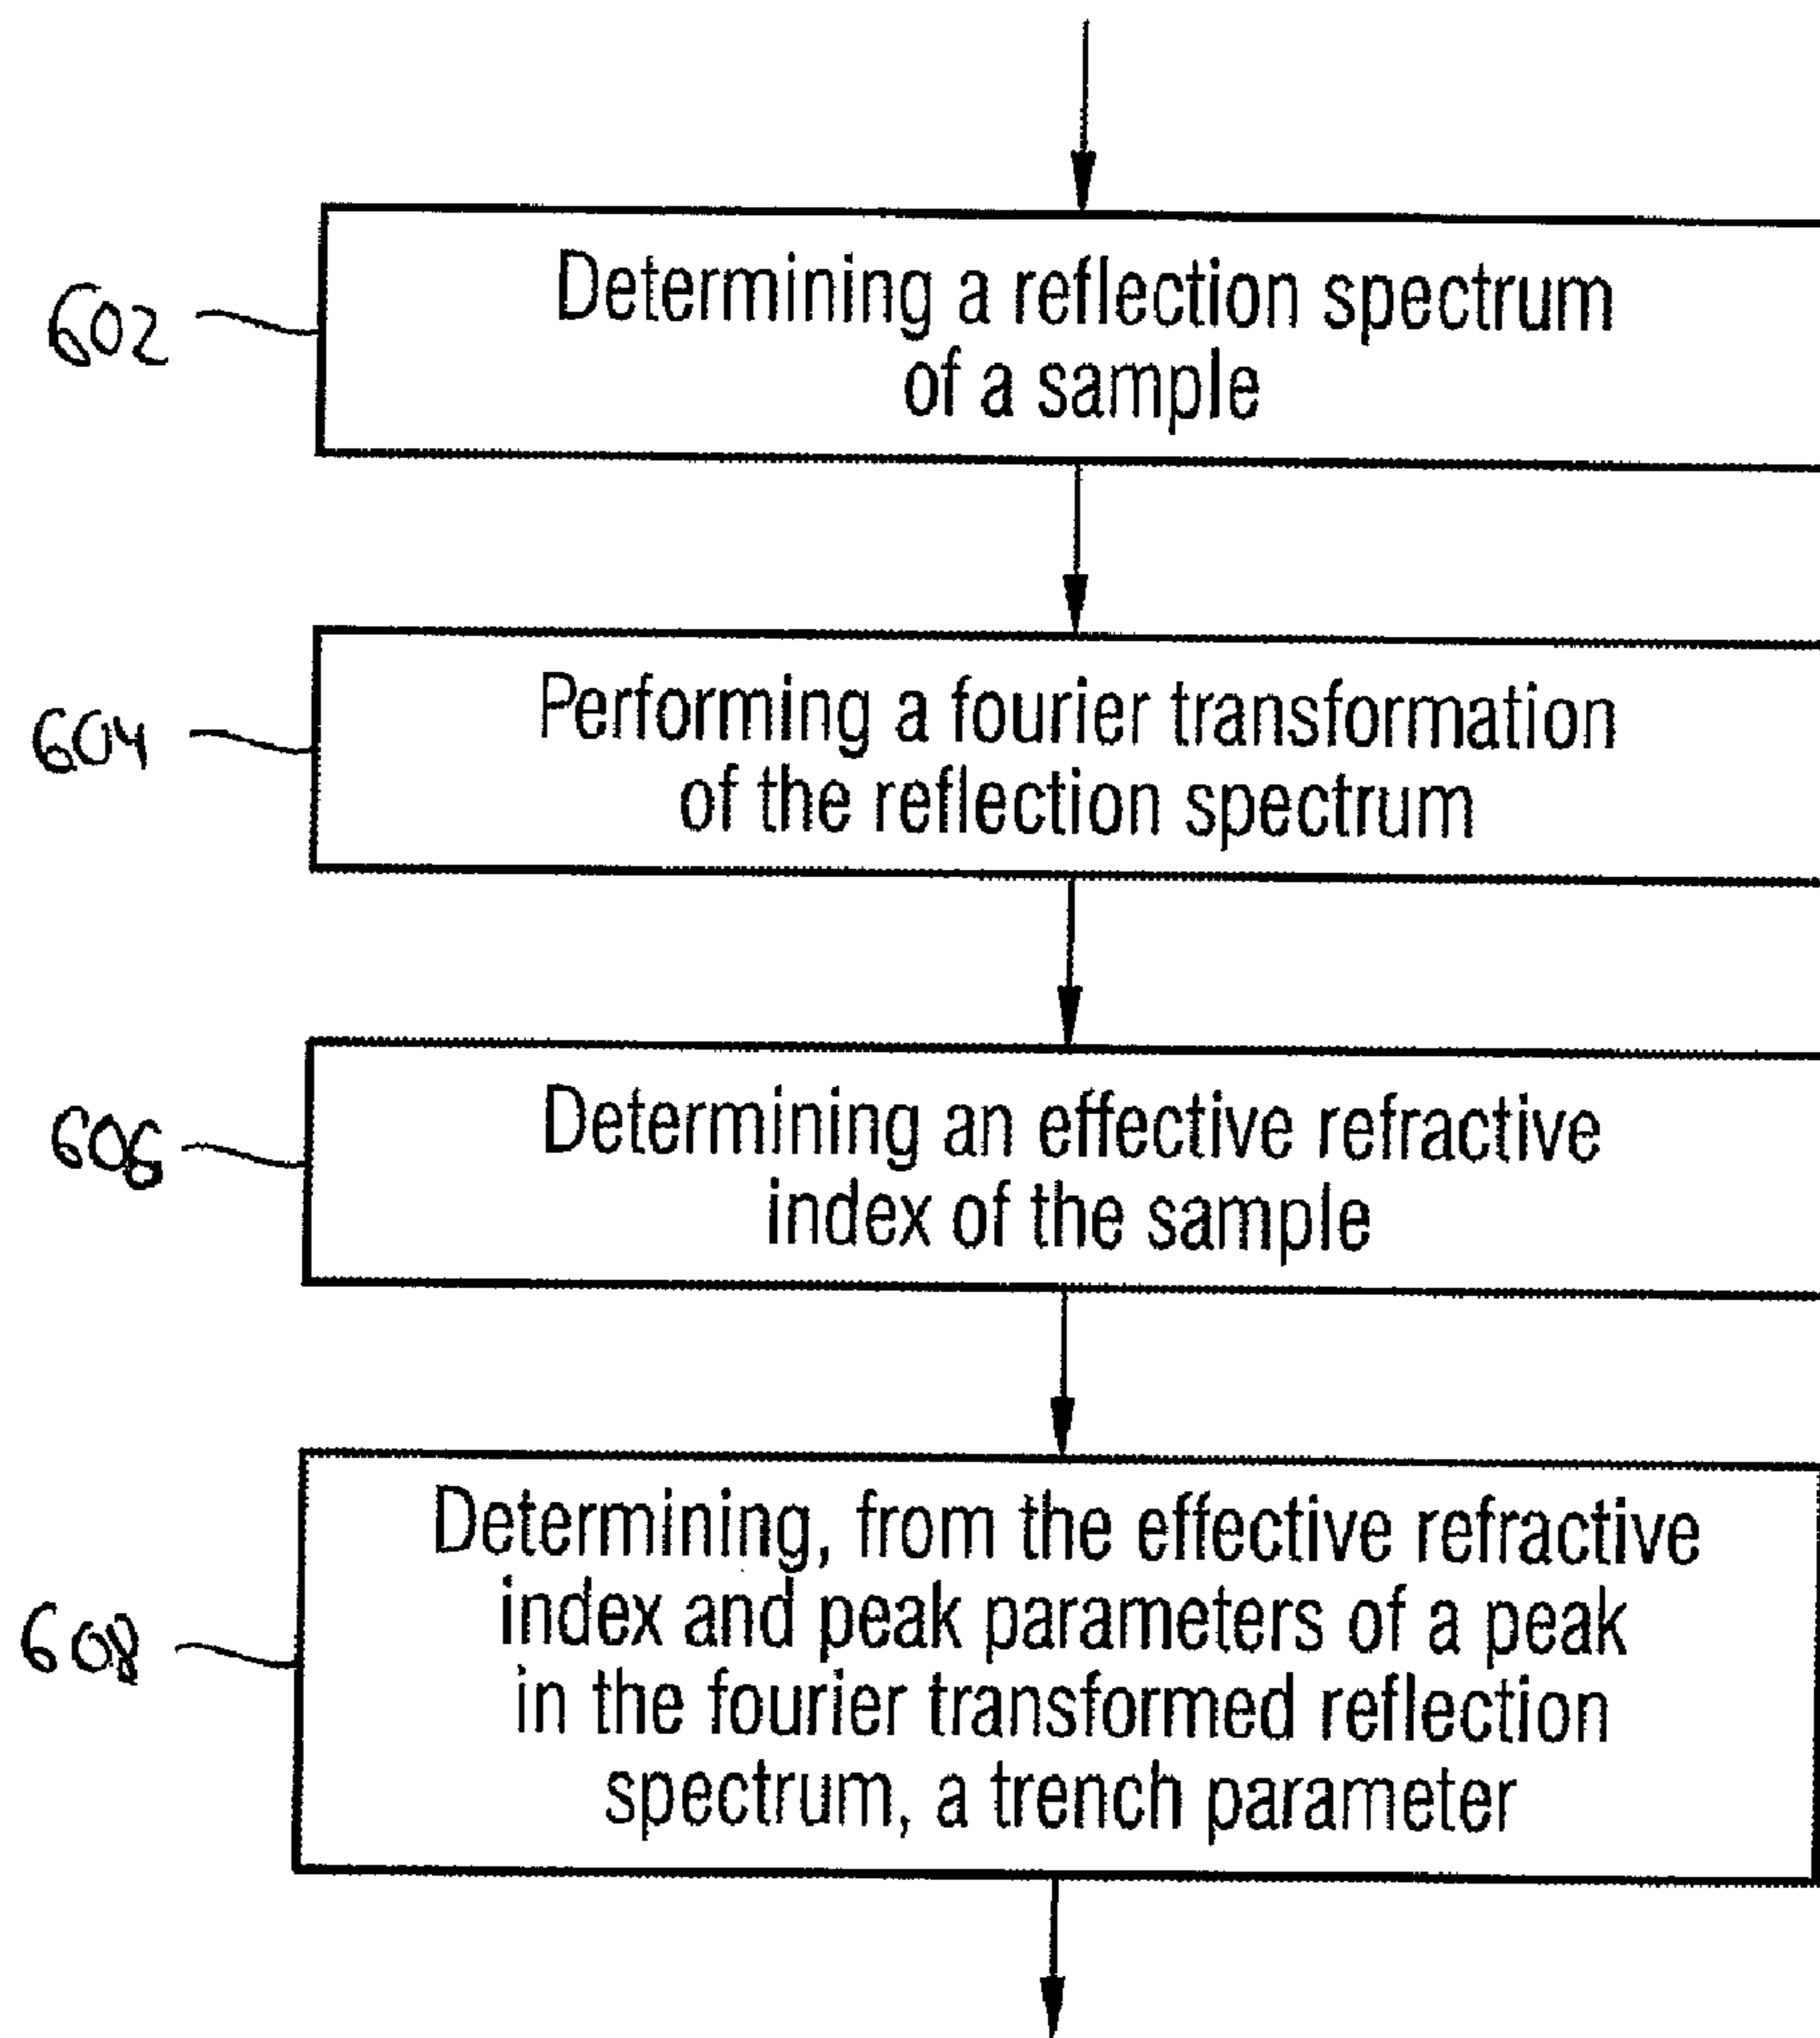 602
Determining a reflection spectrum
of a sample
604
Performing a fourier transformation
of the reflection spectrum
606
Determining an effective refractive
index of the sample
608
Determining, from the effective refractive
index and peak parameters of a peak
in the fourier transformed reflection
spectrum, a trench parameter